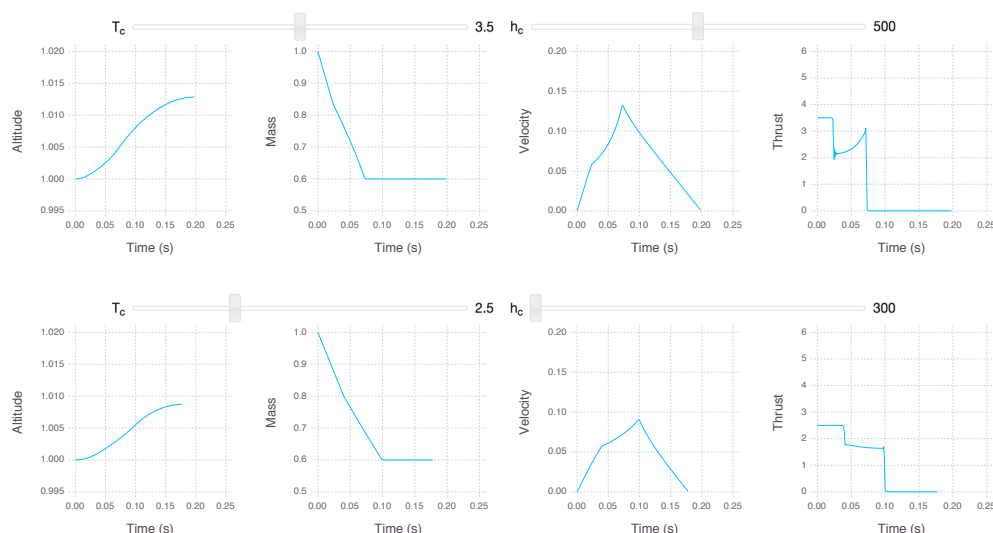 T_c 3.5 h_c 500
1.020 1.015 1.010 1.005 1.000 0.995
Altitude
0.00 0.05 0.10 0.15 0.20 0.25
Time (s)
1.0 0.9 0.8 0.7 0.6 0.5
Mass
0.00 0.05 0.10 0.15 0.20 0.25
Time (s)
0.20 0.15 0.10 0.05 0.00
Velocity
0.00 0.05 0.10 0.15 0.20 0.25
Time (s)
6 5 4 3 2 1 0
Thrust
0.00 0.05 0.10 0.15 0.20 0.25
Time (s)
T_c 2.5 h_c 300
1.020 1.015 1.010 1.005 1.000 0.995
Altitude
0.00 0.05 0.10 0.15 0.20 0.25
Time (s)
1.0 0.9 0.8 0.7 0.6 0.5
Mass
0.00 0.05 0.10 0.15 0.20 0.25
Time (s)
0.20 0.15 0.10 0.05 0.00
Velocity
0.00 0.05 0.10 0.15 0.20 0.25
Time (s)
6 5 4 3 2 1 0
Thrust
0.00 0.05 0.10 0.15 0.20 0.25
Time (s)